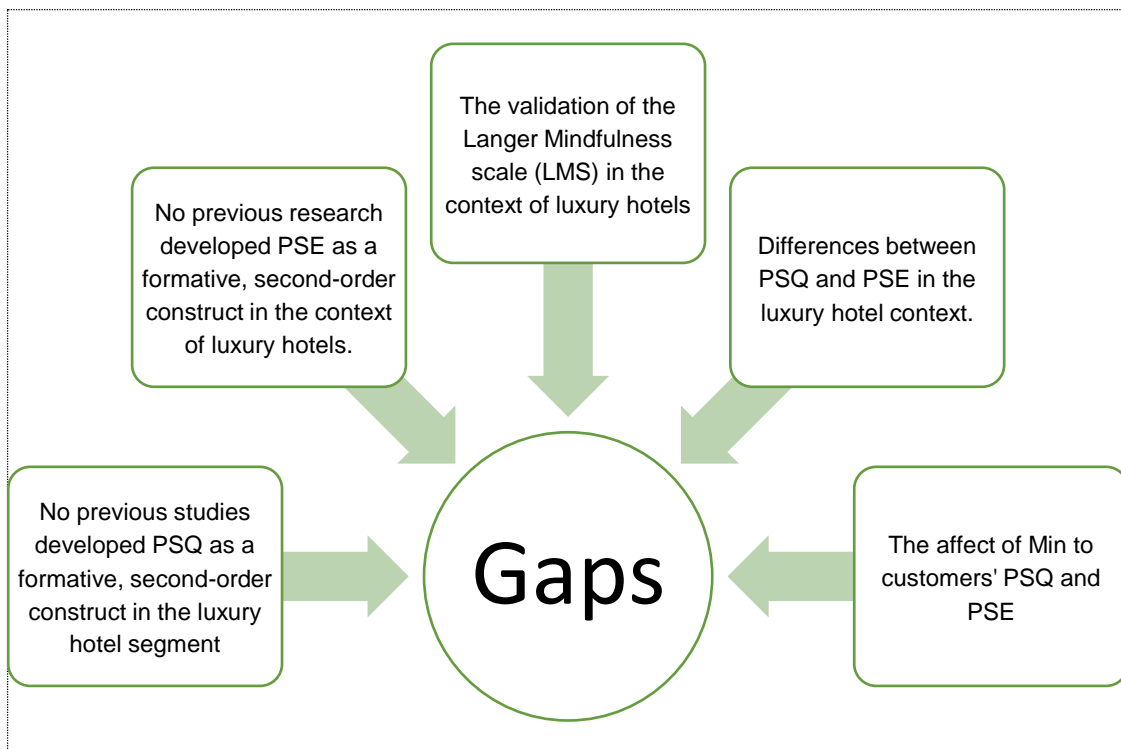 No previous studies
developed PSQ as a
formative, second-order
construct in the luxury
hotel segment
No previous research
developed PSE as a
formative, second-order
construct in the context
of luxury hotels.
The validation of the
Langer Mindfulness
scale (LMS) in the
context of luxury hotels
Differences between
PSQ and PSE in the
luxury hotel context.
The affect of Min to
customers' PSQ and
PSE
Gaps